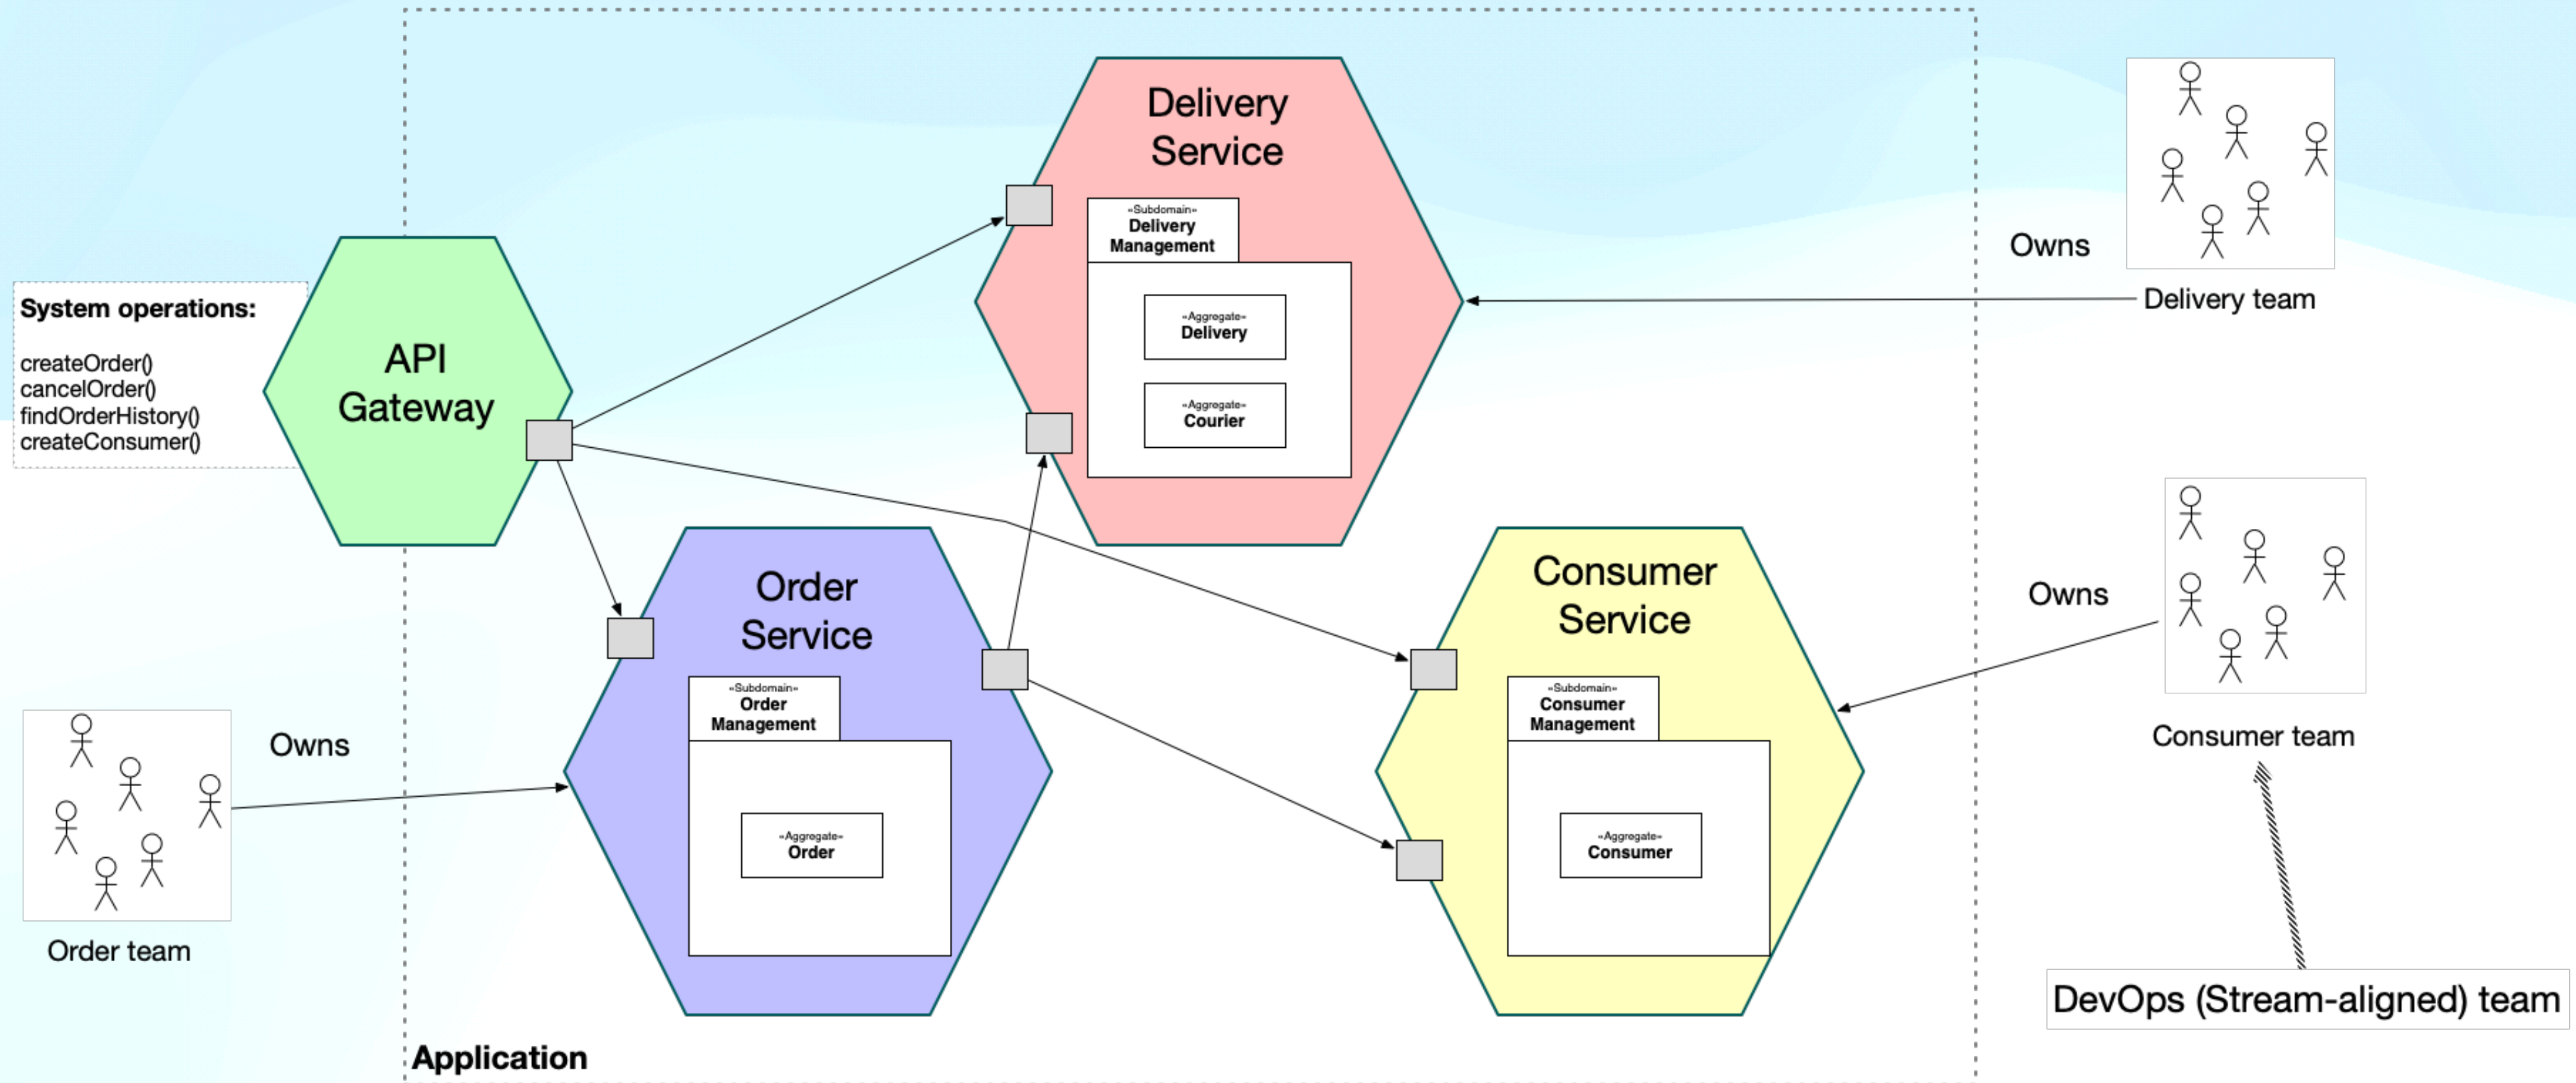 System operations:
createOrder()
cancelOrder()
findOrderHistory()
createConsumer()
API
Gateway
Delivery
Service
«Subdomain»
Delivery
Management
«Aggregate»
Delivery
«Aggregate»
Courier
Owns
Delivery team
Order
Service
«Subdomain»
Order
Management
«Aggregate»
Order
Owns
Order team
Consumer
Service
«Subdomain»
Consumer
Management
«Aggregate»
Consumer
Owns
Consumer team
DevOps (Stream-aligned) team
Application